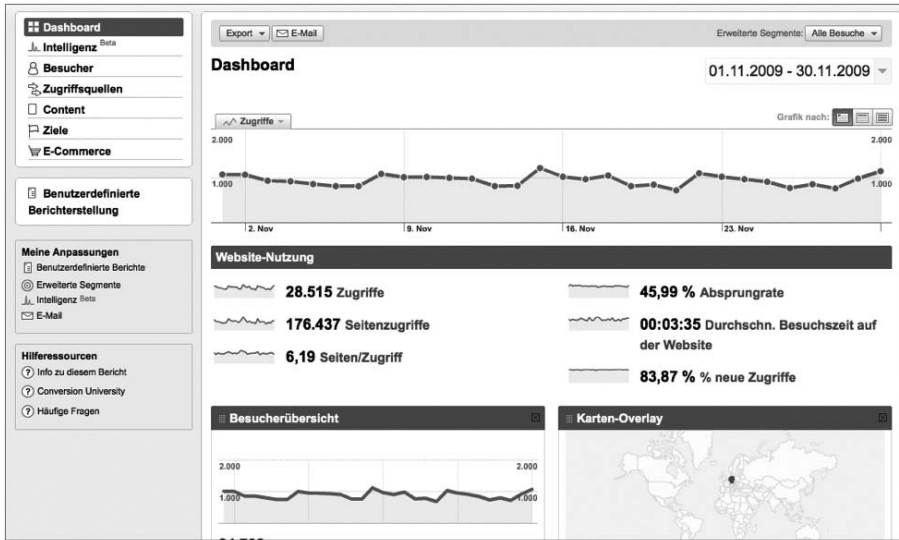 Dashboard
Intelligenz Beta
Besucher
Zugriffsquellen
Content
Ziele
E-Commerce
Benutzerdefinierte
Berichterstellung
Meine Anpassungen
Benutzerdefinierte Berichte
Erweiterte Segmente
Intelligenz Beta
E-Mail
Hilferessourcen
Info zu diesem Bericht
Conversion University
Häufige Fragen
Export E-Mail Erweiterte Segmente: Alle Besuche
Dashboard
01.11.2009 - 30.11.2009
Zugriffe
Grafik nach:
2.000 2.000
1.000 1.000
2. Nov 9. Nov 16. Nov 23. Nov
Website-Nutzung
28.515 Zugriffe
176.437 Seitenzugriffe
6,19 Seiten/Zugriff
45,99 % Absprungrate
00:03:35 Durchschn. Besuchszeit auf
der Website
83,87 % % neue Zugriffe
Besucherübersicht
2.000 2.000
1.000 1.000
Karten-Overlay